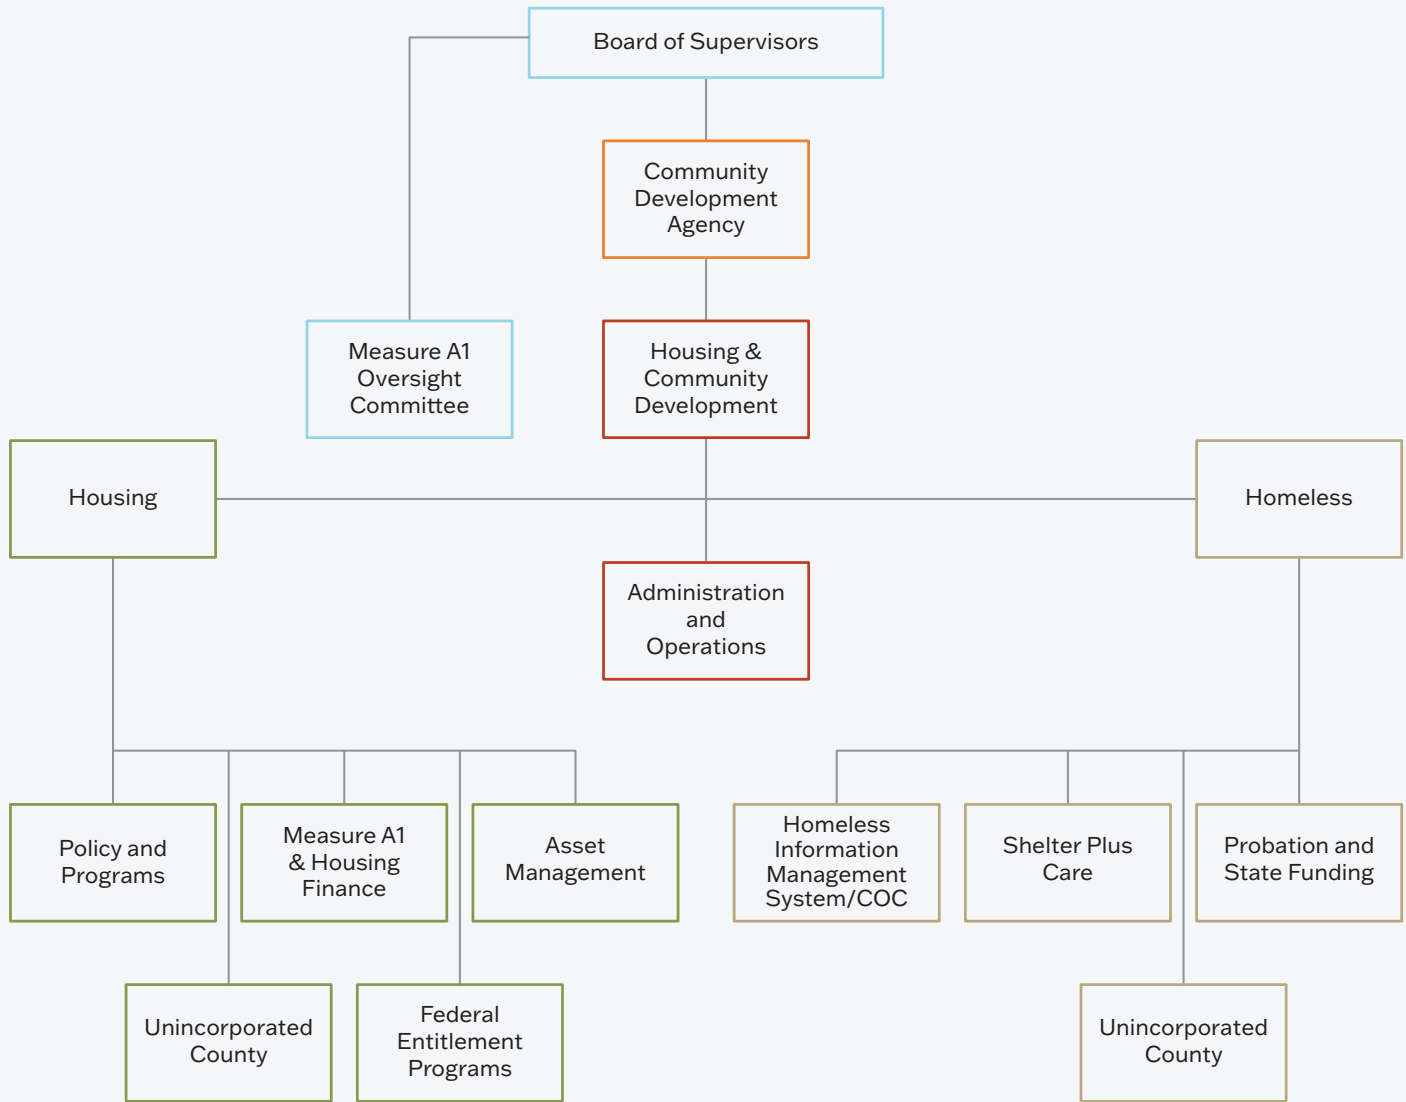 Board of Supervisors
Community
Development
Agency
Measure A1
Oversight
Committee
Housing &
Community
Development
Housing
Homeless
Administration
and
Operations
Policy and
Programs
Measure A1
& Housing
Finance
Asset
Management
Homeless
Information
Management
System/COC
Shelter Plus
Care
Probation and
State Funding
Unincorporated
County
Federal
Entitlement
Programs
Unincorporated
County